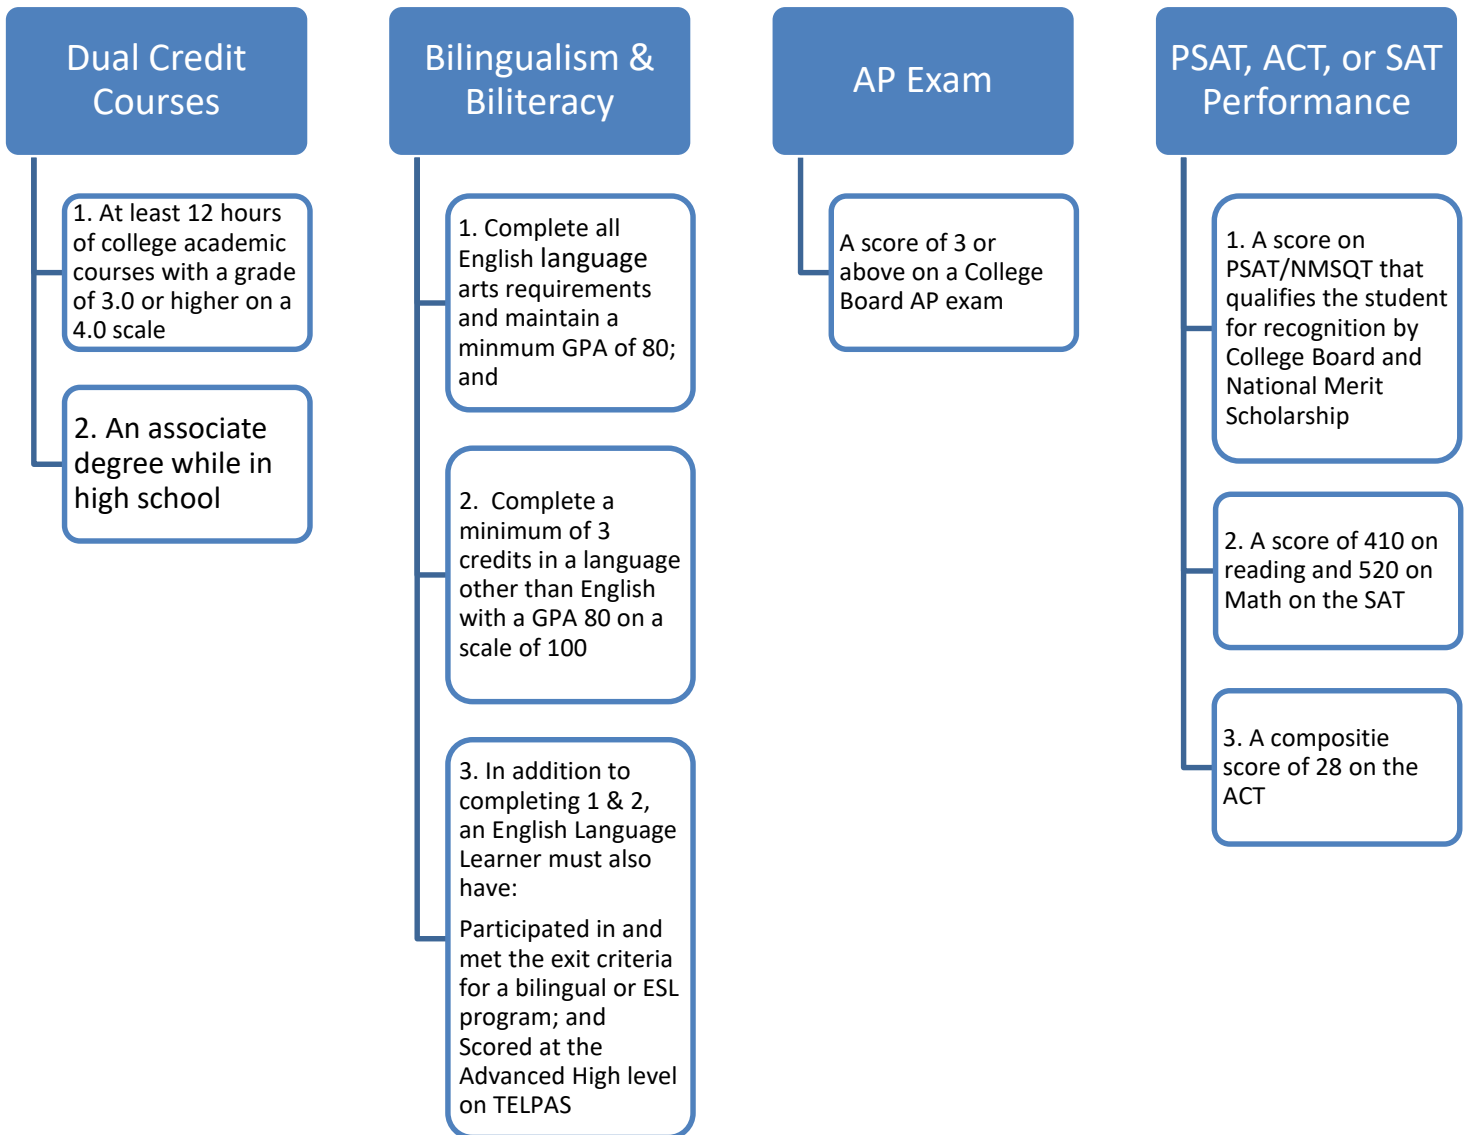 Dual Credit
Courses
1. At least 12 hours
of college academic
courses with a grade
of 3.0 or higher on a
4.0 scale
2. An associate
degree while in
high school
Bilingualism &
Biliteracy
1. Complete all
English language
arts requirements
and maintain a
minmum GPA of 80;
and
2.  Complete a
minimum of 3
credits in a language
other than English
with a GPA 80 on a
scale of 100
3. In addition to
completing 1 & 2,
an English Language
Learner must also
have:
Participated in and
met the exit criteria
for a bilingual or ESL
program; and
Scored at the
Advanced High level
on TELPAS
AP Exam
A score of 3 or
above on a College
Board AP exam
PSAT, ACT, or SAT
Performance
1. A score on
PSAT/NMSQT that
qualifies the student
for recognition by
College Board and
National Merit
Scholarship
2. A score of 410 on
reading and 520 on
Math on the SAT
3. A compositie
score of 28 on the
ACT